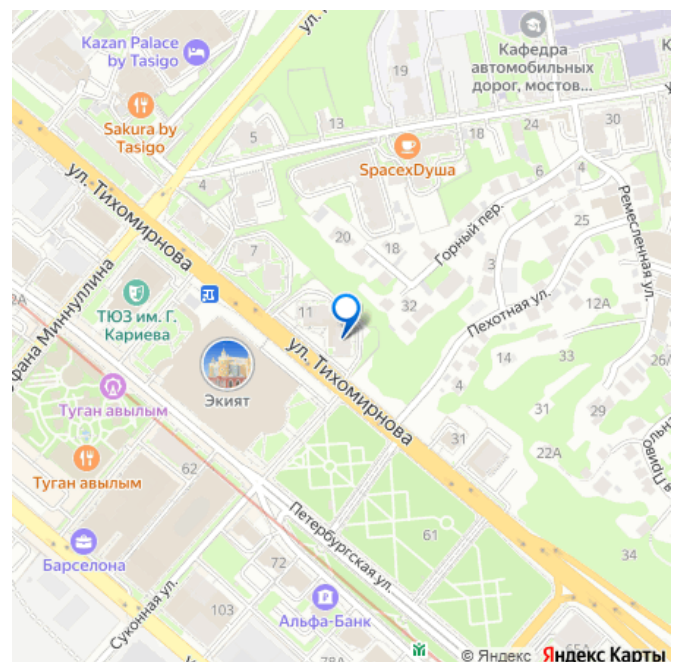 Kazan Palace
by Tasigo
Sakura by
Tasigo
Кафедра
автомобильных
дорог, мостов...
19
5
13
18
24
30
SpacexDyшa
4
6
4
ул. Тихомирнова
7
20
18
Горный пер.
25
Ремесленная ул.
3
ТЮЗ им. Г.
Кариева
11
32
Пехотная ул.
12А
2А
фана Миннуллина
Экият
ул. Тихомирнова
14
33
26/
4
Туган авылым
31
29
31
22А
Туган авылым
62
Петербургская ул.
61
34
Барселона
72
Суконная ул.
103
Альфа-Банк
78А
© Яндекс Яндекс Карты